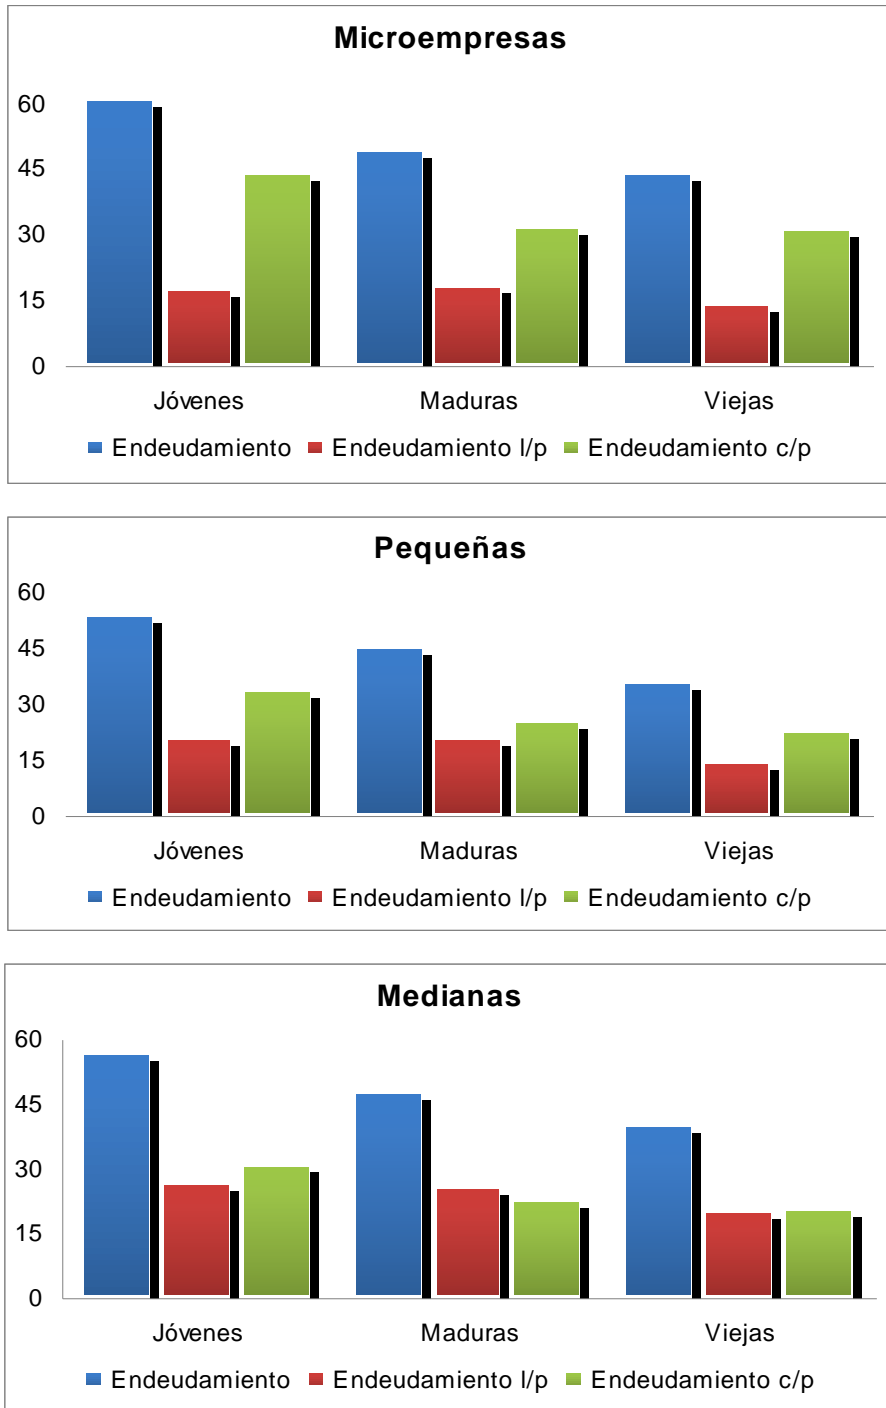 Microempresas
60
45
30
15
0
Jóvenes Maduras Viejas
Endeudamiento Endeudamiento l/p Endeudamiento c/p
Pequeñas
60
45
30
15
0
Jóvenes Maduras Viejas
Endeudamiento Endeudamiento l/p Endeudamiento c/p
Medianas
60
45
30
15
0
Jóvenes Maduras Viejas
Endeudamiento Endeudamiento l/p Endeudamiento c/p